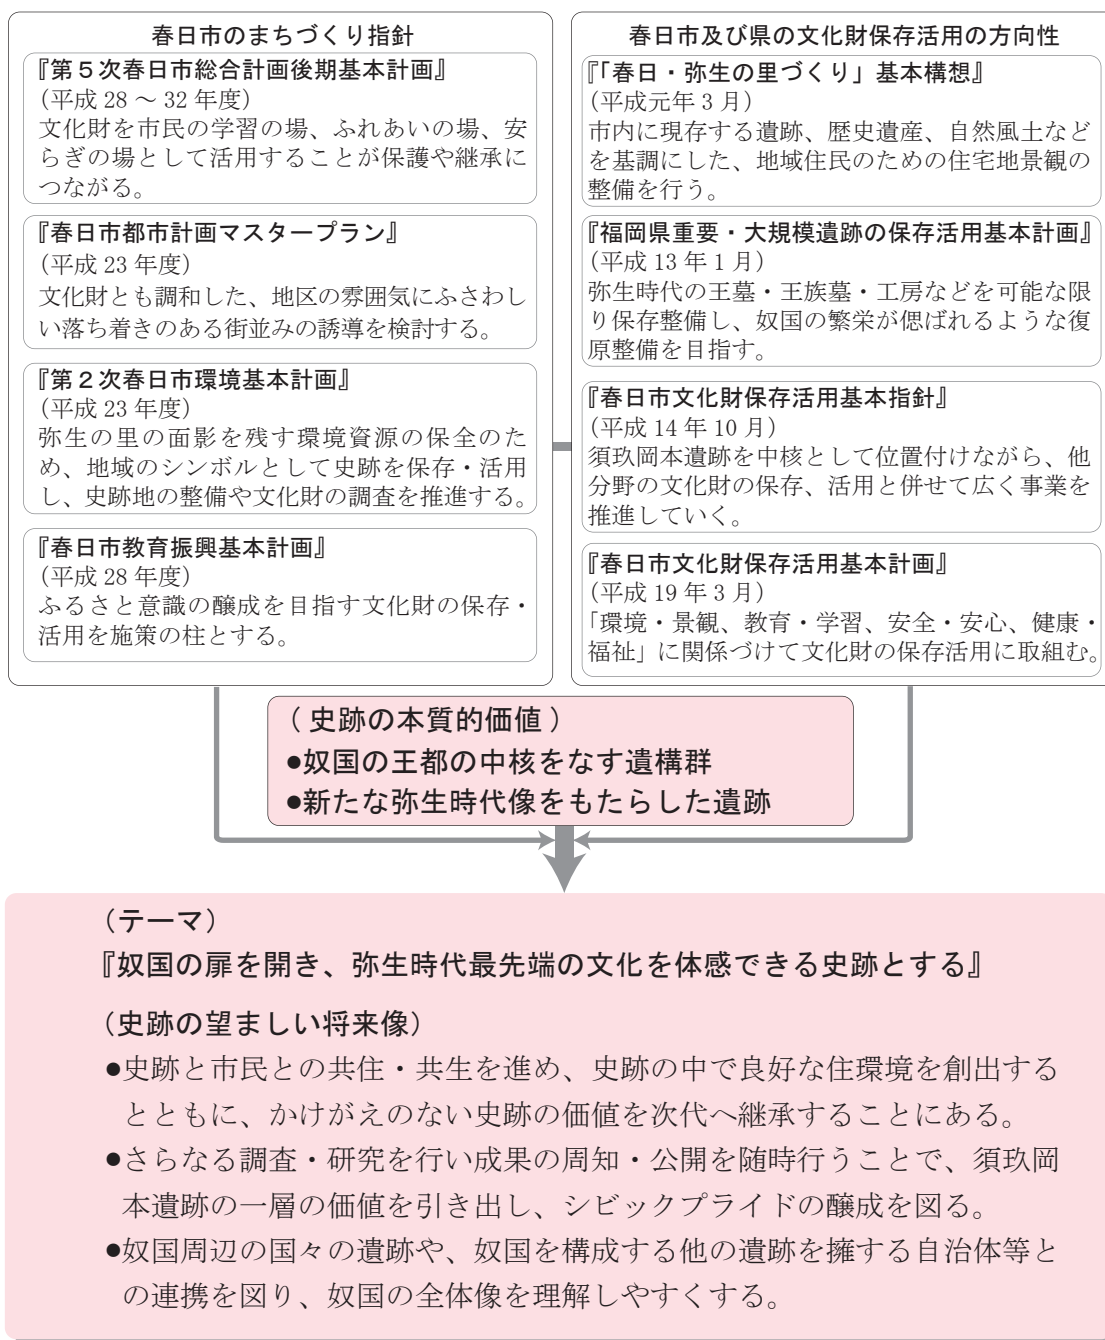 春日市のまちづくり指針
『第５次春日市総合計画後期基本計画』
（平成 28 ～ 32 年度）
文化財を市民の学習の場、ふれあいの場、安
らぎの場として活用することが保護や継承に
つながる。
『春日市都市計画マスタープラン』
（平成 23 年度）
文化財とも調和した、地区の雰囲気にふさわし
い落ち着きのある街並みの誘導を検討する。
『第２次春日市環境基本計画』
（平成 23 年度）
弥生の里の面影を残す環境資源の保全のた
め、地域のシンボルとして史跡を保存・活用
し、史跡地の整備や文化財の調査を推進する。
『春日市教育振興基本計画』
（平成 28 年度）
ふるさと意識の醸成を目指す文化財の保存・
活用を施策の柱とする。
春日市及び県の文化財保存活用の方向性
『「春日・弥生の里づくり」基本構想』
（平成元年 3 月）
市内に現存する遺跡、歴史遺産、自然風土など
を基調にした、地域住民のための住宅地景観の
整備を行う。
『福岡県重要・大規模遺跡の保存活用基本計画』
（平成 13 年 1 月）
弥生時代の王墓・王族墓・工房などを可能な限
り保存整備し、奴国の繁栄が偲ばれるような復
原整備を目指す。
『春日市文化財保存活用基本指針』
（平成 14 年 10 月）
須玖岡本遺跡を中核として位置付けながら、他
分野の文化財の保存、活用と併せて広く事業を
推進していく。
『春日市文化財保存活用基本計画』
（平成 19 年 3 月）
「環境・景観、教育・学習、安全・安心、健康・
福祉」に関係づけて文化財の保存活用に取組む。
（史跡の本質的価値）
●奴国の王都の中核をなす遺構群
●新たな弥生時代像をもたらした遺跡
（テーマ）
『奴国の扉を開き、弥生時代最先端の文化を体感できる史跡とする』
（史跡の望ましい将来像）
●史跡と市民との共住・共生を進め、史跡の中で良好な住環境を創出する
とともに、かけがえのない史跡の価値を次代へ継承することにある。
●さらなる調査・研究を行い成果の周知・公開を随時行うことで、須玖岡
本遺跡の一層の価値を引き出し、シビックプライドの醸成を図る。
●奴国周辺の国々の遺跡や、奴国を構成する他の遺跡を擁する自治体等と
の連携を図り、奴国の全体像を理解しやすくする。